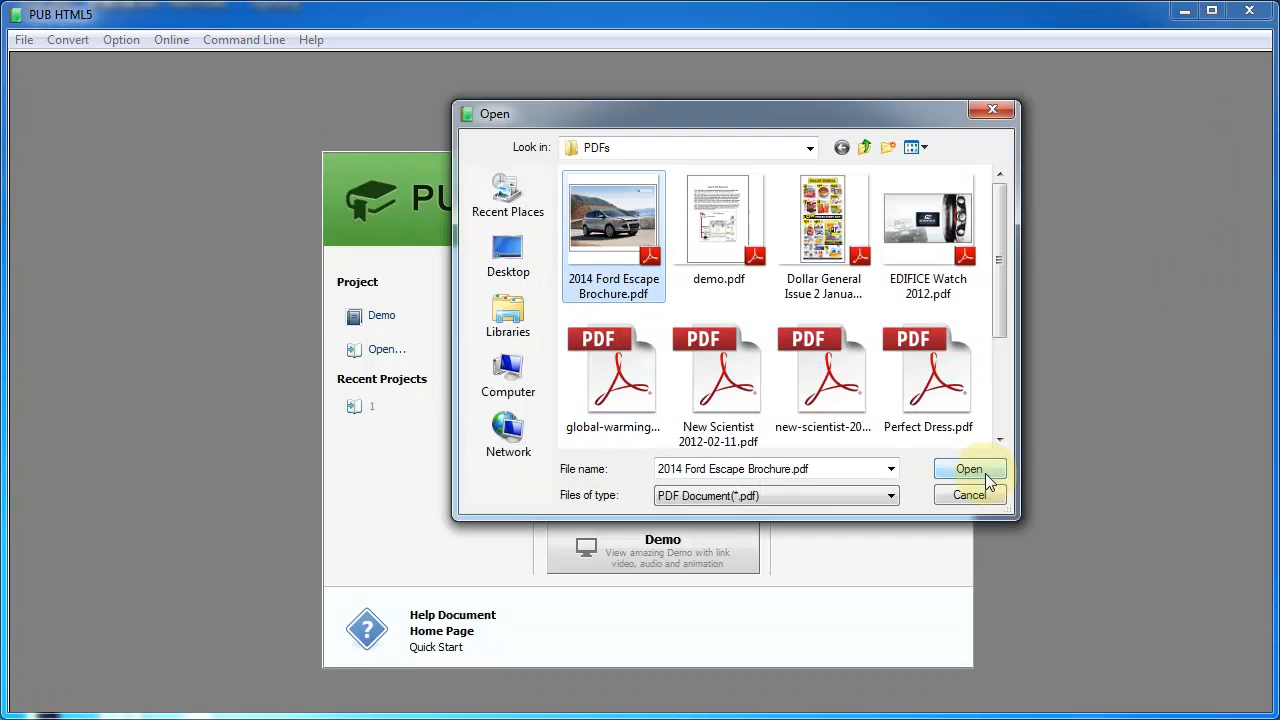 PUB HTML5
File Convert Option Online Command Line Help
Open
Look in: PDFs
Recent Places
Desktop
Libraries
Computer
Network
2014 Ford Escape
Brochure.pdf
demo.pdf
Dollar General
Issue 2 Janua...
EDIFICE Watch
2012.pdf
PDF
global-warming...
PDF
New Scientist
2012-02-11.pdf
PDF
new-scientist-20...
PDF
Perfect Dress.pdf
File name: 2014 Ford Escape Brochure.pdf Open
Files of type: PDF Document(*.pdf) Cancel
Project
Demo
Open...
Recent Projects
1
Demo
View amazing Demo with link
video, audio and animation
Help Document
Home Page
Quick Start